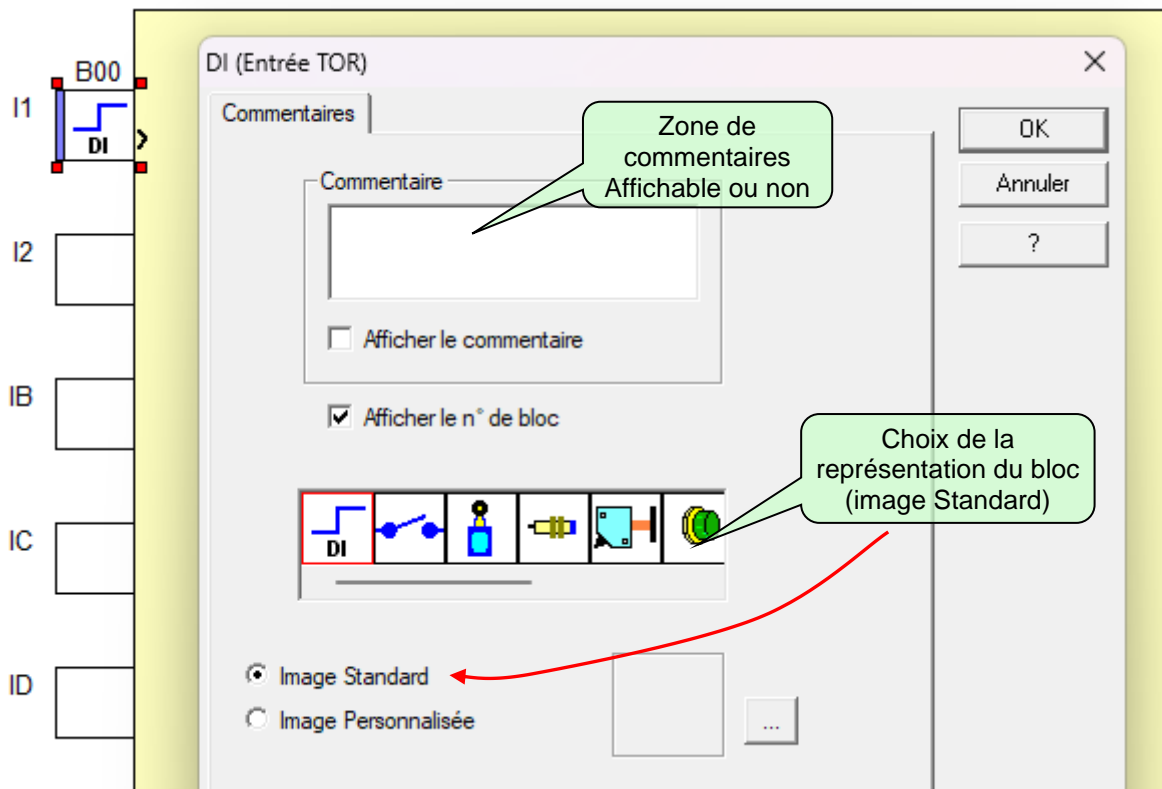 B00
I1
DI
I2
IB
IC
ID
DI (Entrée TOR)
Commentaires
Zone de
commentaires
Affichable ou non
OK
Annuler
?
Commentaire
Afficher le commentaire
Afficher le n° de bloc
Choix de la
représentation du bloc
(image Standard)
DI
Image Standard
Image Personnalisée
...